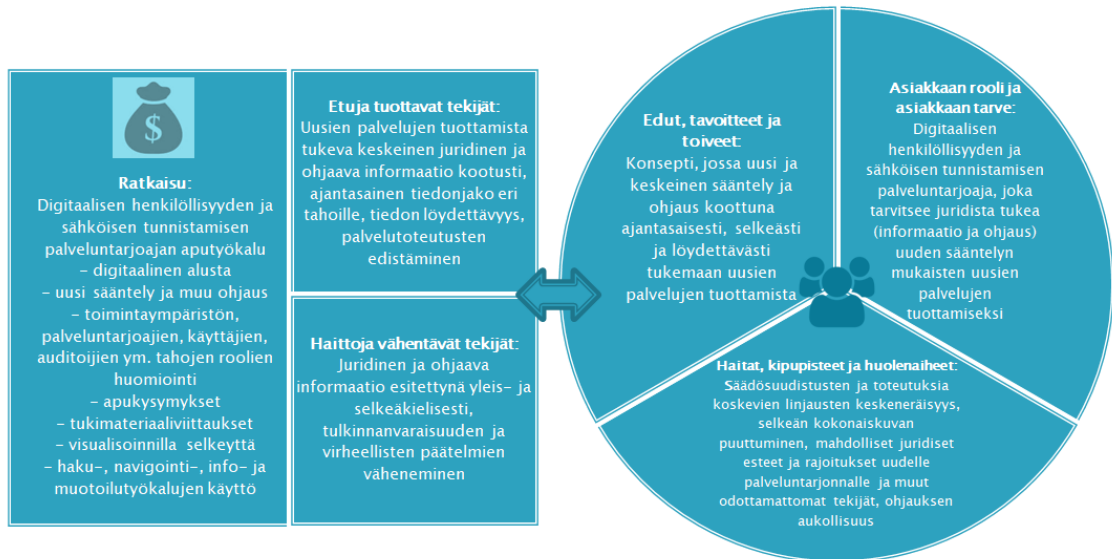 $
Ratkaisu:
Digitaalisen henkilöllisyyden ja
sähköisen tunnistamisen
palveluntarjoajan aputyökalu
– digitaalinen alusta
– uusi sääntely ja muu ohjaus
– toimintaympäristön,
palveluntarjoajien, käyttäjien,
auditoijien ym. tahojen roolien
huomiointi
– apukysymykset
– tukimateriaaliviittaukset
– visualisoinnilla selkeyttä
– haku–, navigointi–, info– ja
muotoilutyökalujen käyttö
Etuja tuottavat tekijät:
Uusien palvelujen tuottamista
tukeva keskeinen juridinen ja
ohjaava informaatio kootusti,
ajantasainen tiedonjako eri
tahoille, tiedon löydettävyys,
palvelutoteutusten
edistäminen
Haittoja vähentävät tekijät:
Juridinen ja ohjaava
informaatio esitettynä yleis– ja
selkeäkielisesti,
tulkinnanvaraisuuden ja
virheellisten päätelmien
väheneminen
Edut, tavoitteet ja
toiveet:
Konsepti, jossa uusi ja
keskeinen sääntely ja
ohjaus koottuna
ajantasaisesti, selkeästi
ja löydettävästi
tukemaan uusien
palvelujen tuottamista
Asiakkaan rooli ja
asiakkaan tarve:
Digitaalisen
henkilöllisyyden ja
sähköisen tunnistamisen
palveluntarjoaja, joka
tarvitsee juridista tukea
(informaatio ja ohjaus)
uuden sääntelyn
mukaisten uusien
palvelujen
tuottamiseksi
Haitat, kipupisteet ja huolenaiheet:
Säädösuudistusten ja toteutuksia
koskevien linjausten keskeneräisyys,
selkeän kokonaiskuvan
puuttuminen, mahdolliset juridiset
esteet ja rajoitukset uudelle
palveluntarjonnalle ja muut
odottamattomat tekijät, ohjauksen
aukollisuus